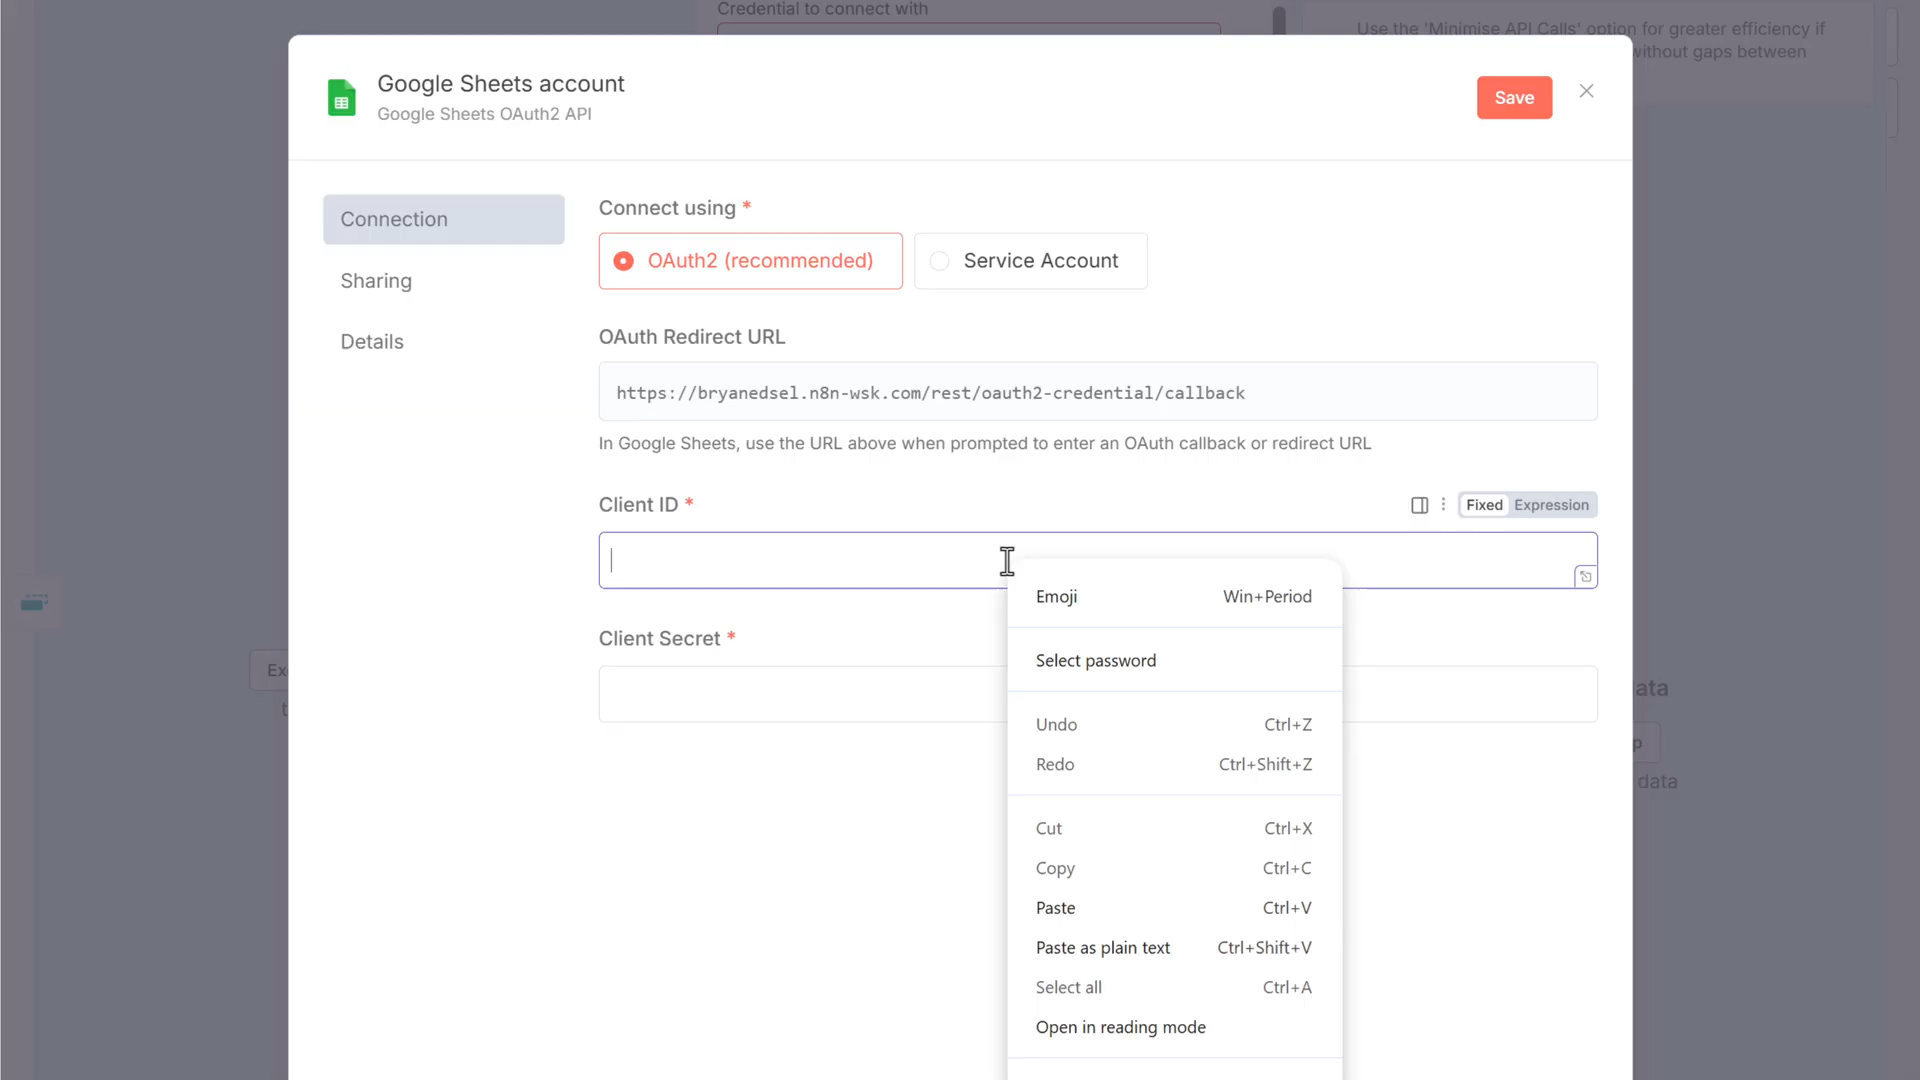 Credential to connect with
Use the 'Minimise API Calls' option for greater efficiency if
without gaps between
Google Sheets account
Google Sheets OAuth2 API
Save
Connection
Sharing
Details
Connect using *
OAuth2 (recommended)
Service Account
OAuth Redirect URL
https://bryanedsel.n8n-wsk.com/rest/oauth2-credential/callback
In Google Sheets, use the URL above when prompted to enter an OAuth callback or redirect URL
Client ID *
Fixed Expression
Client Secret *
Emoji Win+Period
Select password
Undo Ctrl+Z
Redo Ctrl+Shift+Z
Cut Ctrl+X
Copy Ctrl+C
Paste Ctrl+V
Paste as plain text Ctrl+Shift+V
Select all Ctrl+A
Open in reading mode
data